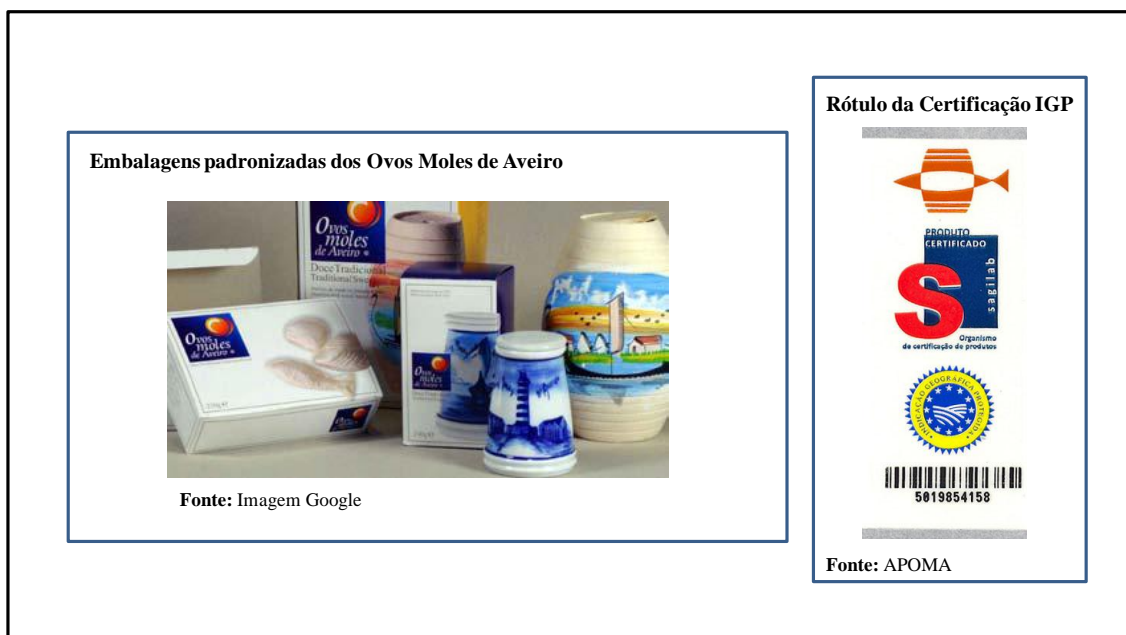 Embalagens padronizadas dos Ovos Moles de Aveiro
Ovos
moles
de Aveiro
Doce Tradicional
Traditional Sweet
Ovos
moles
de Aveiro
Ovos
moles
de Aveiro
Fonte: Imagem Google
Rótulo da Certificação IGP
PRODUTO
CERTIFICADO
S
sagilab
Organismo
de certificação de produtos
INDICAÇÃO GEOGRÁFICA PROTEGIDA
5019854158
Fonte: APOMA